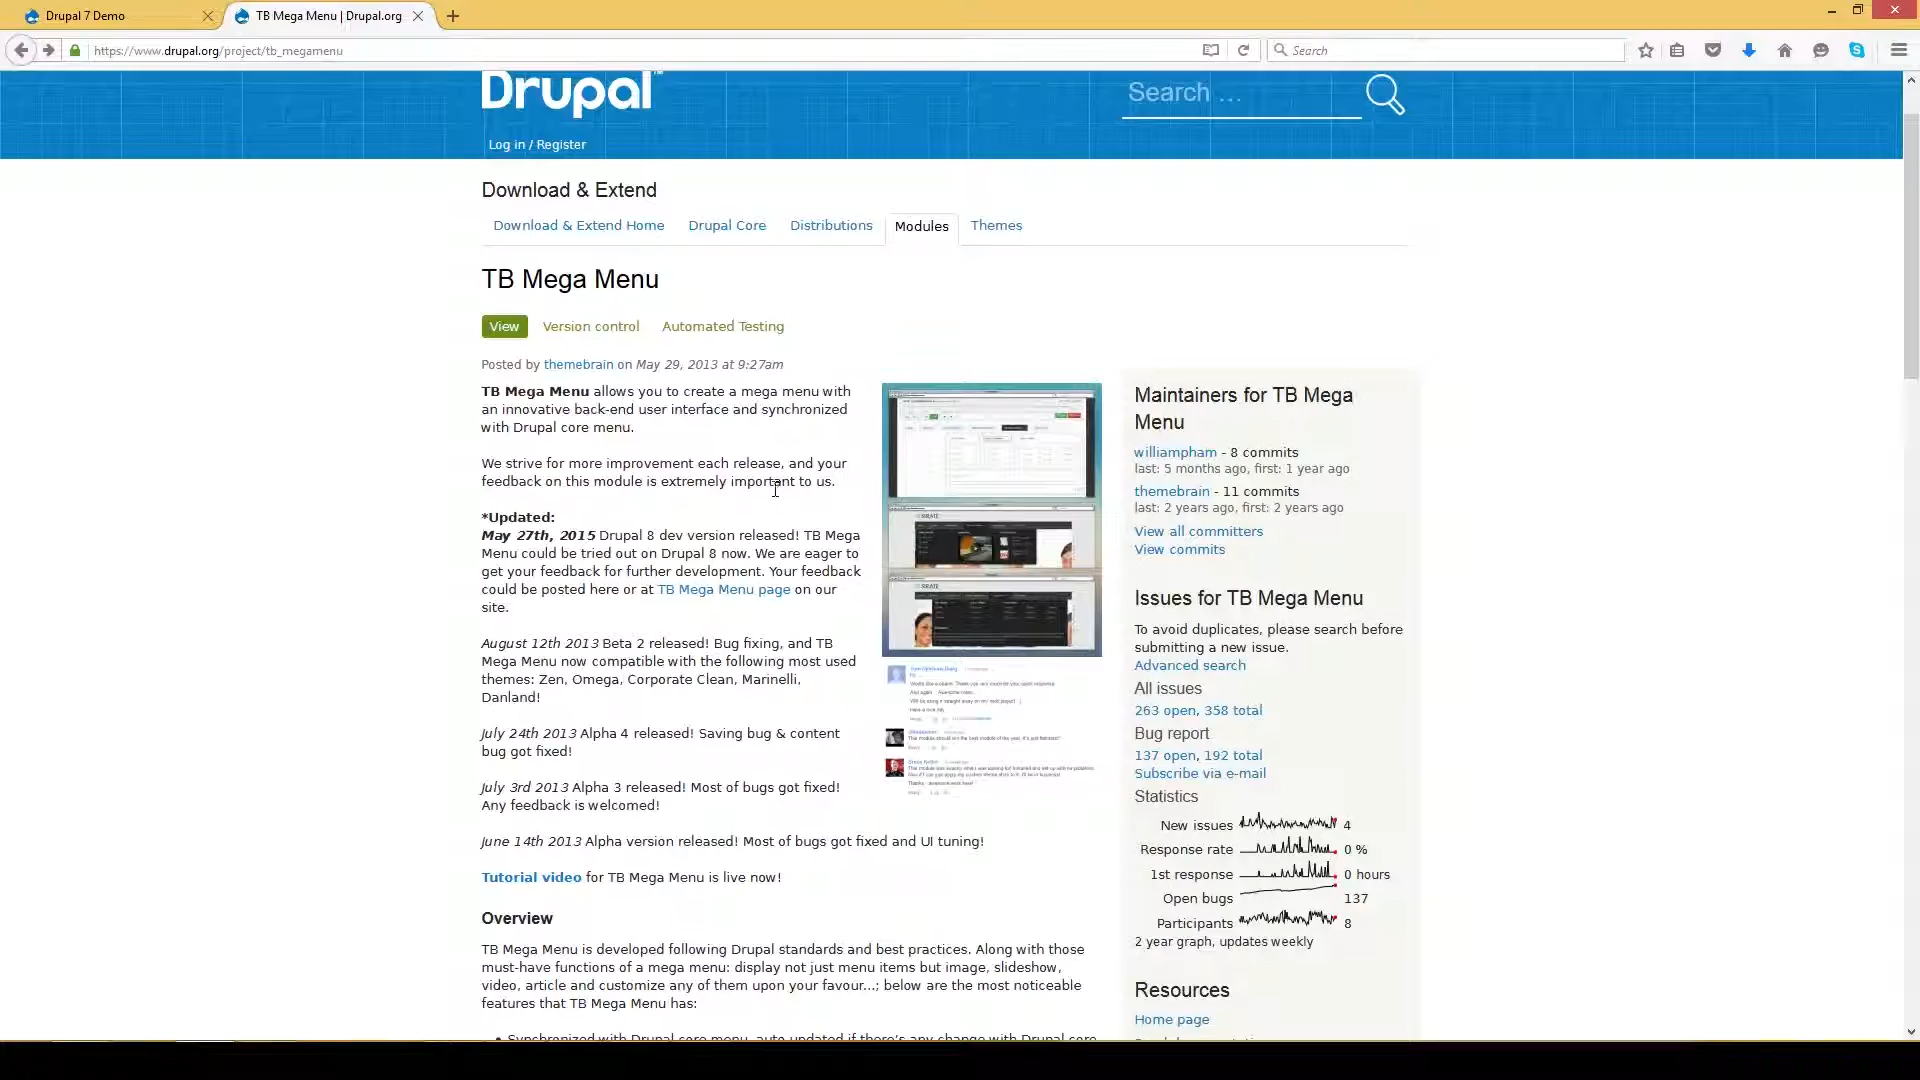 Drupal 7 Demo
TB Mega Menu | Drupal.org
https://www.drupal.org/project/tb_megamenu
Search
Drupal™
Search ...
Log in / Register
Download & Extend
Download & Extend Home
Drupal Core
Distributions
Modules
Themes
TB Mega Menu
View
Version control
Automated Testing
Posted by themebrain on May 29, 2013 at 9:27am
TB Mega Menu allows you to create a mega menu with
an innovative back-end user interface and synchronized
with Drupal core menu.
We strive for more improvement each release, and your
feedback on this module is extremely important to us.
*Updated:
May 27th, 2015 Drupal 8 dev version released! TB Mega
Menu could be tried out on Drupal 8 now. We are eager to
get your feedback for further development. Your feedback
could be posted here or at TB Mega Menu page on our
site.
August 12th 2013 Beta 2 released! Bug fixing, and TB
Mega Menu now compatible with the following most used
themes: Zen, Omega, Corporate Clean, Marinelli,
Danland!
July 24th 2013 Alpha 4 released! Saving bug & content
bug got fixed!
July 3rd 2013 Alpha 3 released! Most of bugs got fixed!
Any feedback is welcomed!
June 14th 2013 Alpha version released! Most of bugs got fixed and UI tuning!
Tutorial video for TB Mega Menu is live now!
Overview
TB Mega Menu is developed following Drupal standards and best practices. Along with those
must-have functions of a mega menu: display not just menu items but image, slideshow,
video, article and customize any of them upon your favour...; below are the most noticeable
features that TB Mega Menu has:
• Synchronized with Drupal core menu, auto updated if there's any change with Drupal core
Maintainers for TB Mega
Menu
williampham - 8 commits
last: 5 months ago, first: 1 year ago
themebrain - 11 commits
last: 2 years ago, first: 2 years ago
View all committers
View commits
Issues for TB Mega Menu
To avoid duplicates, please search before
submitting a new issue.
Advanced search
All issues
263 open, 358 total
Bug report
137 open, 192 total
Subscribe via e-mail
Statistics
New issues 4
Response rate 0 %
1st response 0 hours
Open bugs 137
Participants 8
2 year graph, updates weekly
Resources
Home page